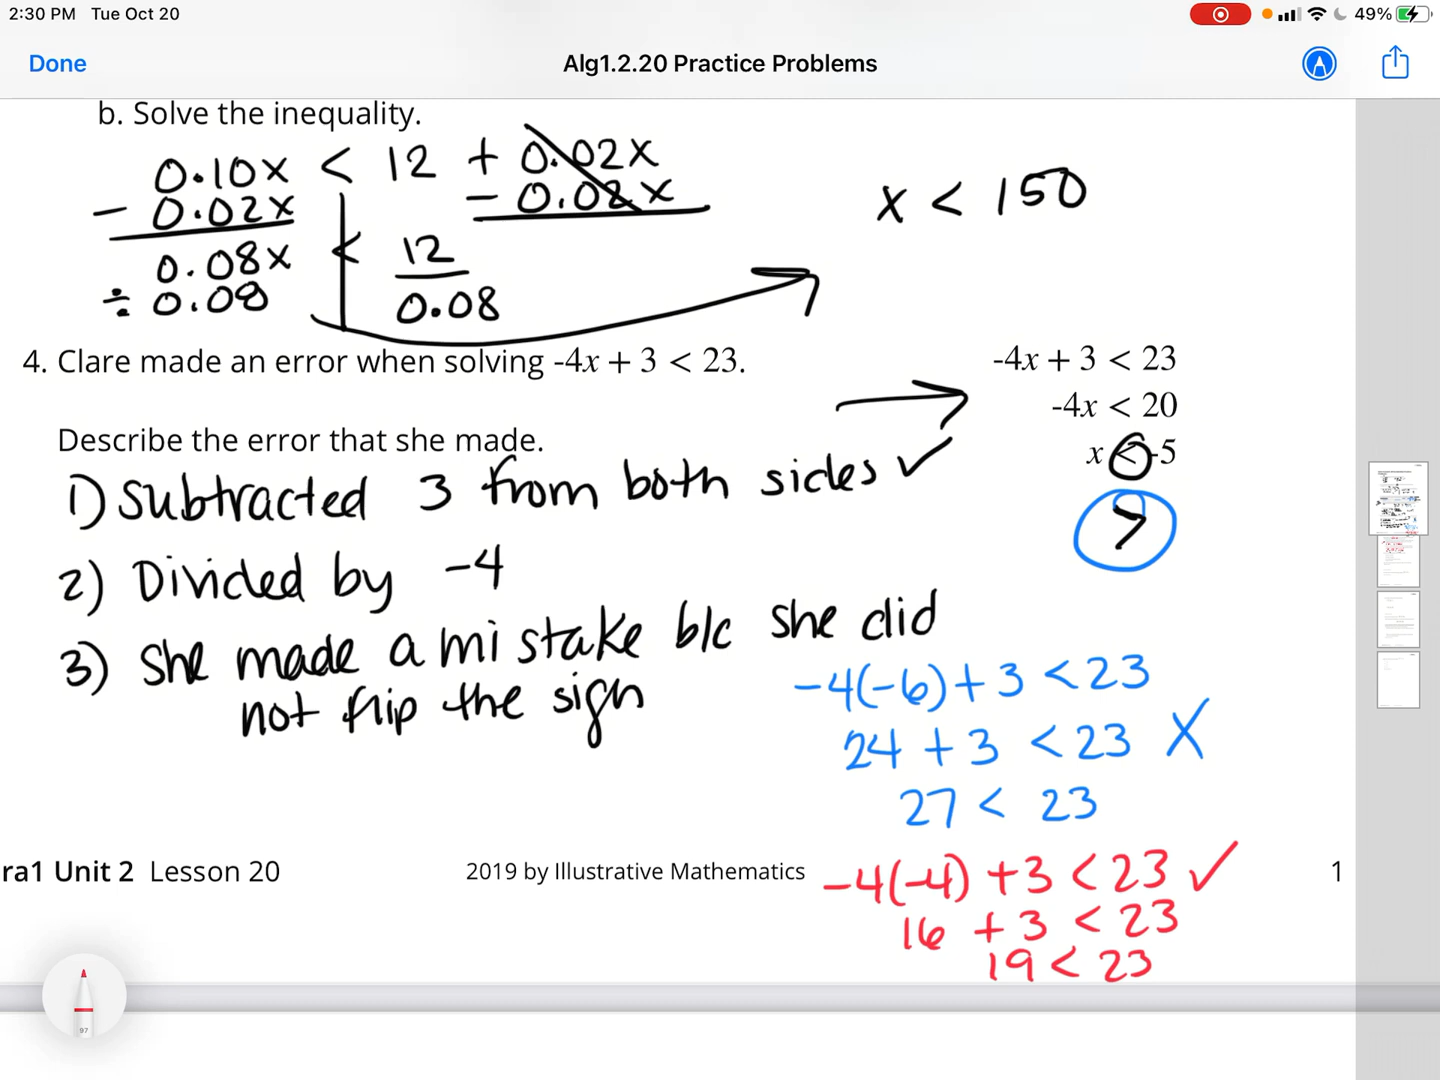 2:30 PM Tue Oct 20
49%
Done
Alg1.2.20 Practice Problems
b. Solve the inequality.
0.10x < 12 + 0.02x
- 0.02x - 0.02x
0.08x < 12
÷ 0.08 0.08
x < 150
4. Clare made an error when solving -4x + 3 < 23.
-4x + 3 < 23
-4x < 20
x < -5
>
Describe the error that she made.
1) Subtracted 3 from both sides ✓
2) Divided by -4
3) She made a mistake b/c she did
not flip the sign
-4(-6)+3 < 23
24 + 3 < 23 X
27 < 23
ra1 Unit 2 Lesson 20
2019 by Illustrative Mathematics
1
-4(-4) +3 < 23 ✓
16 + 3 < 23
19 < 23
97